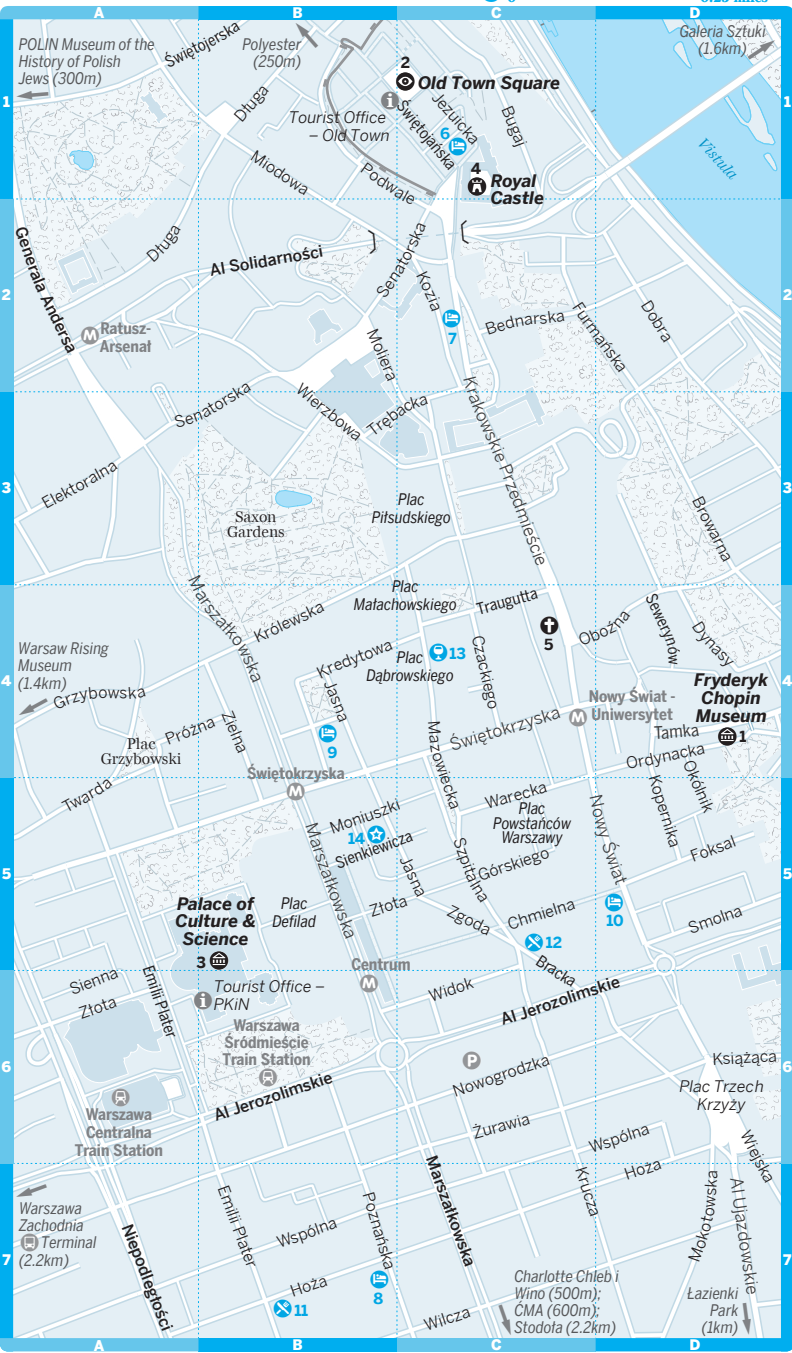 A B C D
POLIN Museum of the
History of Polish
Jews (300m)
Świętojerska
Polyester
(250m)
Galeria Sztuki
(1.6km)
1
1
2
Old Town Square
Długa
Tourist Office
– Old Town
Jezuicka
Świętojańska
Bugaj
6
Miodowa
Podwale
4
Royal
Castle
Vistula
Generała Andersa
Długa
Al Solidarności
Senatorska
Kozia
2
2
Ratusz-
Arsenał
M
7
Bednarska
Furmańska
Dobra
Moliera
Senatorska
Wierzbowa
Trębacka
Krakowskie Przedmieście
Elektoralna
3
3
Saxon
Gardens
Plac
Piłsudskiego
Browarna
Marszałkowska
Królewska
Plac
Małachowskiego
Traugutta
5
Oboźna
Sewerynów
Dynasy
Warsaw Rising
Museum
(1.4km)
Grzybowska
Kredytowa
Plac
Dąbrowskiego
13
Czackiego
4
4
Fryderyk
Chopin
Museum
1
Jasna
9
Próżna
Zielna
Plac
Grzybowski
Mazowiecka
Świętokrzyska
Nowy Świat -
Uniwersytet
M
Tamka
Ordynacka
Twarda
Świętokrzyska
M
Moniuszki
14
Sienkiewicza
Warecka
Plac
Powstańców
Warszawy
Kopernika
Okólnik
Marszałkowska
Jasna
Szpitalna
Górskiego
Nowy Świat
Foksal
5
5
Palace of
Culture &
Science
3
Plac
Defilad
Złota
Zgoda
Chmielna
12
10
Smolna
Bracka
Centrum
M
Sienna
Złota
Emilii Plater
Tourist Office –
PKiN
Widok
Al Jerozolimskie
Warszawa
Śródmieście
Train Station
P
6
6
Nowogrodzka
Książąca
Plac Trzech
Krzyży
Al Jerozolimskie
Warszawa
Centralna
Train Station
Żurawia
Wspólna
Hoża
Wiejska
Warszawa
Zachodnia
Terminal
(2.2km)
Niepodległości
Emilii Plater
Wspólna
Poznańska
Marszałkowska
Krucza
Mokotowska
Al Ujazdowskie
7
7
Hoża
11
8
Wilcza
Charlotte Chleb i
Wino (500m);
ĆMA (600m);
Stodoła (2.2km)
Łazienki
Park
(1km)
A B C D